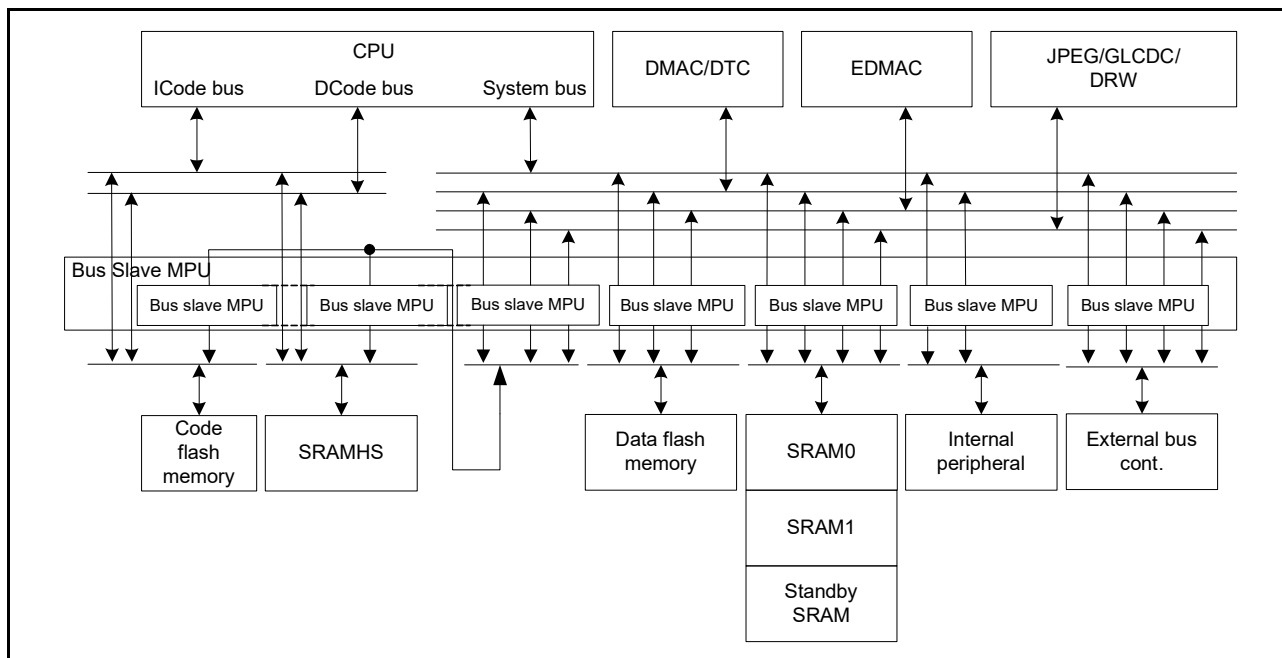 CPU
ICode bus
DCode bus
System bus
DMAC/DTC
EDMAC
JPEG/GLCDC/
DRW
Bus Slave MPU
Bus slave MPU
Bus slave MPU
Bus slave MPU
Bus slave MPU
Bus slave MPU
Bus slave MPU
Bus slave MPU
Code
flash
memory
SRAMHS
Data flash
memory
SRAM0
SRAM1
Standby
SRAM
Internal
peripheral
External bus
cont.